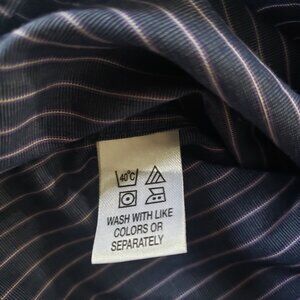 40°C
WASH WITH LIKE
COLORS OR
SEPARATELY